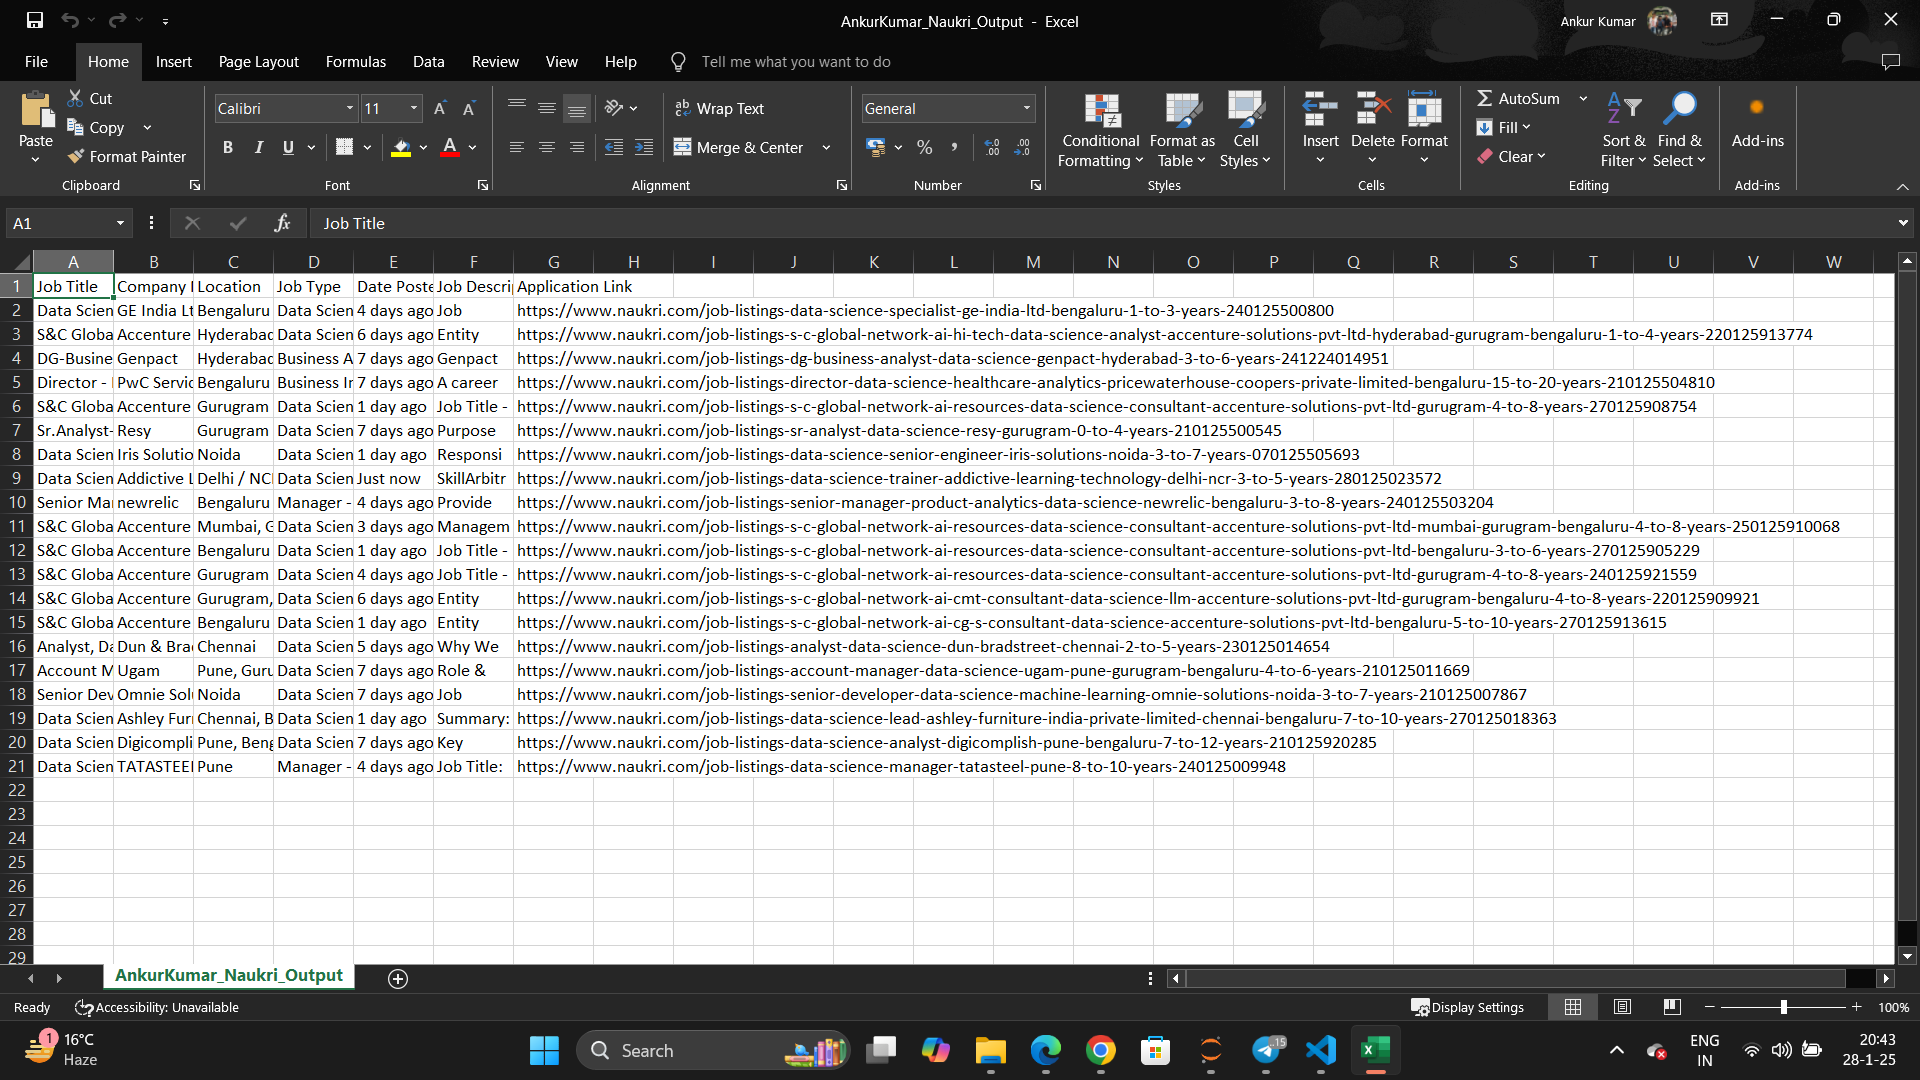 AnkurKumar_Naukri_Output - Excel
Ankur Kumar
File Home Insert Page Layout Formulas Data Review View Help Tell me what you want to do
Paste
Cut
Copy
Format Painter
Clipboard
Calibri 11
B I U
Font
Wrap Text
Merge & Center
Alignment
General
Number
Conditional Formatting
Format as Table
Cell Styles
Styles
Insert Delete Format
Cells
AutoSum
Fill
Clear
Sort & Filter
Find & Select
Editing
Add-ins
Add-ins
A1 fx Job Title
A B C D E F G H I J K L M N O P Q R S T U V W
1 Job Title Company Location Job Type Date Poste Job Descri Application Link
2 Data Scien GE India Lt Bengaluru Data Scien 4 days ago Job https://www.naukri.com/job-listings-data-science-specialist-ge-india-ltd-bengaluru-1-to-3-years-240125500800
3 S&C Globa Accenture Hyderabad Data Scien 6 days ago Entity https://www.naukri.com/job-listings-s-c-global-network-ai-hi-tech-data-science-analyst-accenture-solutions-pvt-ltd-hyderabad-gurugram-bengaluru-1-to-4-years-220125913774
4 DG-Busine Genpact Hyderabad Business A 7 days ago Genpact https://www.naukri.com/job-listings-dg-business-analyst-data-science-genpact-hyderabad-3-to-6-years-241224014951
5 Director - PwC Servic Bengaluru Business Ir 7 days ago A career https://www.naukri.com/job-listings-director-data-science-healthcare-analytics-pricewaterhouse-coopers-private-limited-bengaluru-15-to-20-years-210125504810
6 S&C Globa Accenture Gurugram Data Scien 1 day ago Job Title - https://www.naukri.com/job-listings-s-c-global-network-ai-resources-data-science-consultant-accenture-solutions-pvt-ltd-gurugram-4-to-8-years-270125908754
7 Sr.Analyst- Resy Gurugram Data Scien 7 days ago Purpose https://www.naukri.com/job-listings-sr-analyst-data-science-resy-gurugram-0-to-4-years-210125500545
8 Data Scien Iris Solutio Noida Data Scien 1 day ago Responsi https://www.naukri.com/job-listings-data-science-senior-engineer-iris-solutions-noida-3-to-7-years-070125505693
9 Data Scien Addictive L Delhi / NC Data Scien Just now SkillArbitr https://www.naukri.com/job-listings-data-science-trainer-addictive-learning-technology-delhi-ncr-3-to-5-years-280125023572
10 Senior Ma newrelic Bengaluru Manager - 4 days ago Provide https://www.naukri.com/job-listings-senior-manager-product-analytics-data-science-newrelic-bengaluru-3-to-8-years-240125503204
11 S&C Globa Accenture Mumbai, G Data Scien 3 days ago Managem https://www.naukri.com/job-listings-s-c-global-network-ai-resources-data-science-consultant-accenture-solutions-pvt-ltd-mumbai-gurugram-bengaluru-4-to-8-years-250125910068
12 S&C Globa Accenture Bengaluru Data Scien 1 day ago Job Title - https://www.naukri.com/job-listings-s-c-global-network-ai-resources-data-science-consultant-accenture-solutions-pvt-ltd-bengaluru-3-to-6-years-270125905229
13 S&C Globa Accenture Gurugram Data Scien 4 days ago Job Title - https://www.naukri.com/job-listings-s-c-global-network-ai-resources-data-science-consultant-accenture-solutions-pvt-ltd-gurugram-4-to-8-years-240125921559
14 S&C Globa Accenture Gurugram, Data Scien 6 days ago Entity https://www.naukri.com/job-listings-s-c-global-network-ai-cmt-consultant-data-science-llm-accenture-solutions-pvt-ltd-gurugram-bengaluru-4-to-8-years-220125909921
15 S&C Globa Accenture Bengaluru Data Scien 1 day ago Entity https://www.naukri.com/job-listings-s-c-global-network-ai-cg-s-consultant-data-science-accenture-solutions-pvt-ltd-bengaluru-5-to-10-years-270125913615
16 Analyst, Da Dun & Bra Chennai Data Scien 5 days ago Why We https://www.naukri.com/job-listings-analyst-data-science-dun-bradstreet-chennai-2-to-5-years-230125014654
17 Account M Ugam Pune, Guru Data Scien 7 days ago Role & https://www.naukri.com/job-listings-account-manager-data-science-ugam-pune-gurugram-bengaluru-4-to-6-years-210125011669
18 Senior Dev Omnie Sol Noida Data Scien 7 days ago Job https://www.naukri.com/job-listings-senior-developer-data-science-machine-learning-omnie-solutions-noida-3-to-7-years-210125007867
19 Data Scien Ashley Fur Chennai, B Data Scien 1 day ago Summary: https://www.naukri.com/job-listings-data-science-lead-ashley-furniture-india-private-limited-chennai-bengaluru-7-to-10-years-270125018363
20 Data Scien Digicompli Pune, Beng Data Scien 7 days ago Key https://www.naukri.com/job-listings-data-science-analyst-digicomplish-pune-bengaluru-7-to-12-years-210125920285
21 Data Scien TATASTEEL Pune Manager - 4 days ago Job Title: https://www.naukri.com/job-listings-data-science-manager-tatasteel-pune-8-to-10-years-240125009948
22
23
24
25
26
27
28
29
AnkurKumar_Naukri_Output
Ready Accessibility: Unavailable Display Settings 100%
1 16°C
Haze
Search
15
ENG
IN
20:43
28-1-25